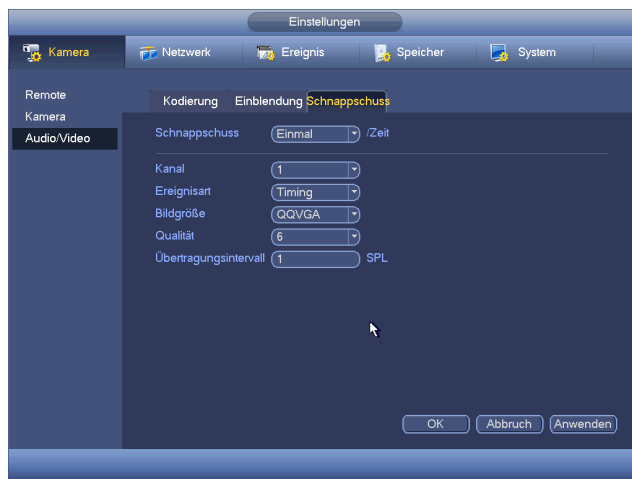 Einstellungen
Kamera Netzwerk Ereignis Speicher System
Remote
Kamera
Audio/Video
Kodierung Einblendung Schnappschuss
Schnappschuss Einmal /Zeit
Kanal 1
Ereignisart Timing
Bildgröße QQVGA
Qualität 6
Übertragungsintervall 1 SPL
OK Abbruch Anwenden